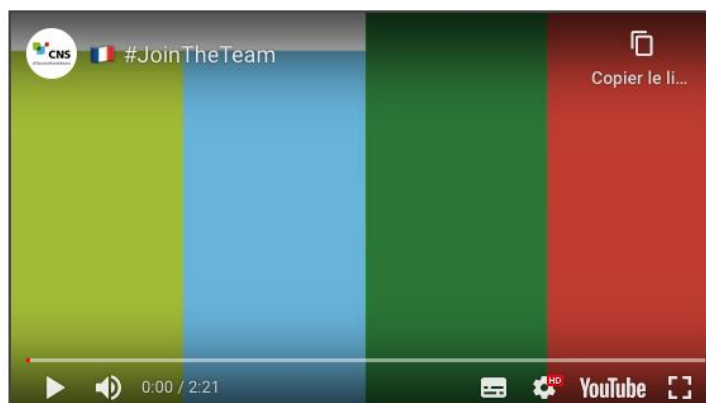 CNS
🇫🇷 #JoinTheTeam
Copier le li...
0:00 / 2:21
HD
YouTube